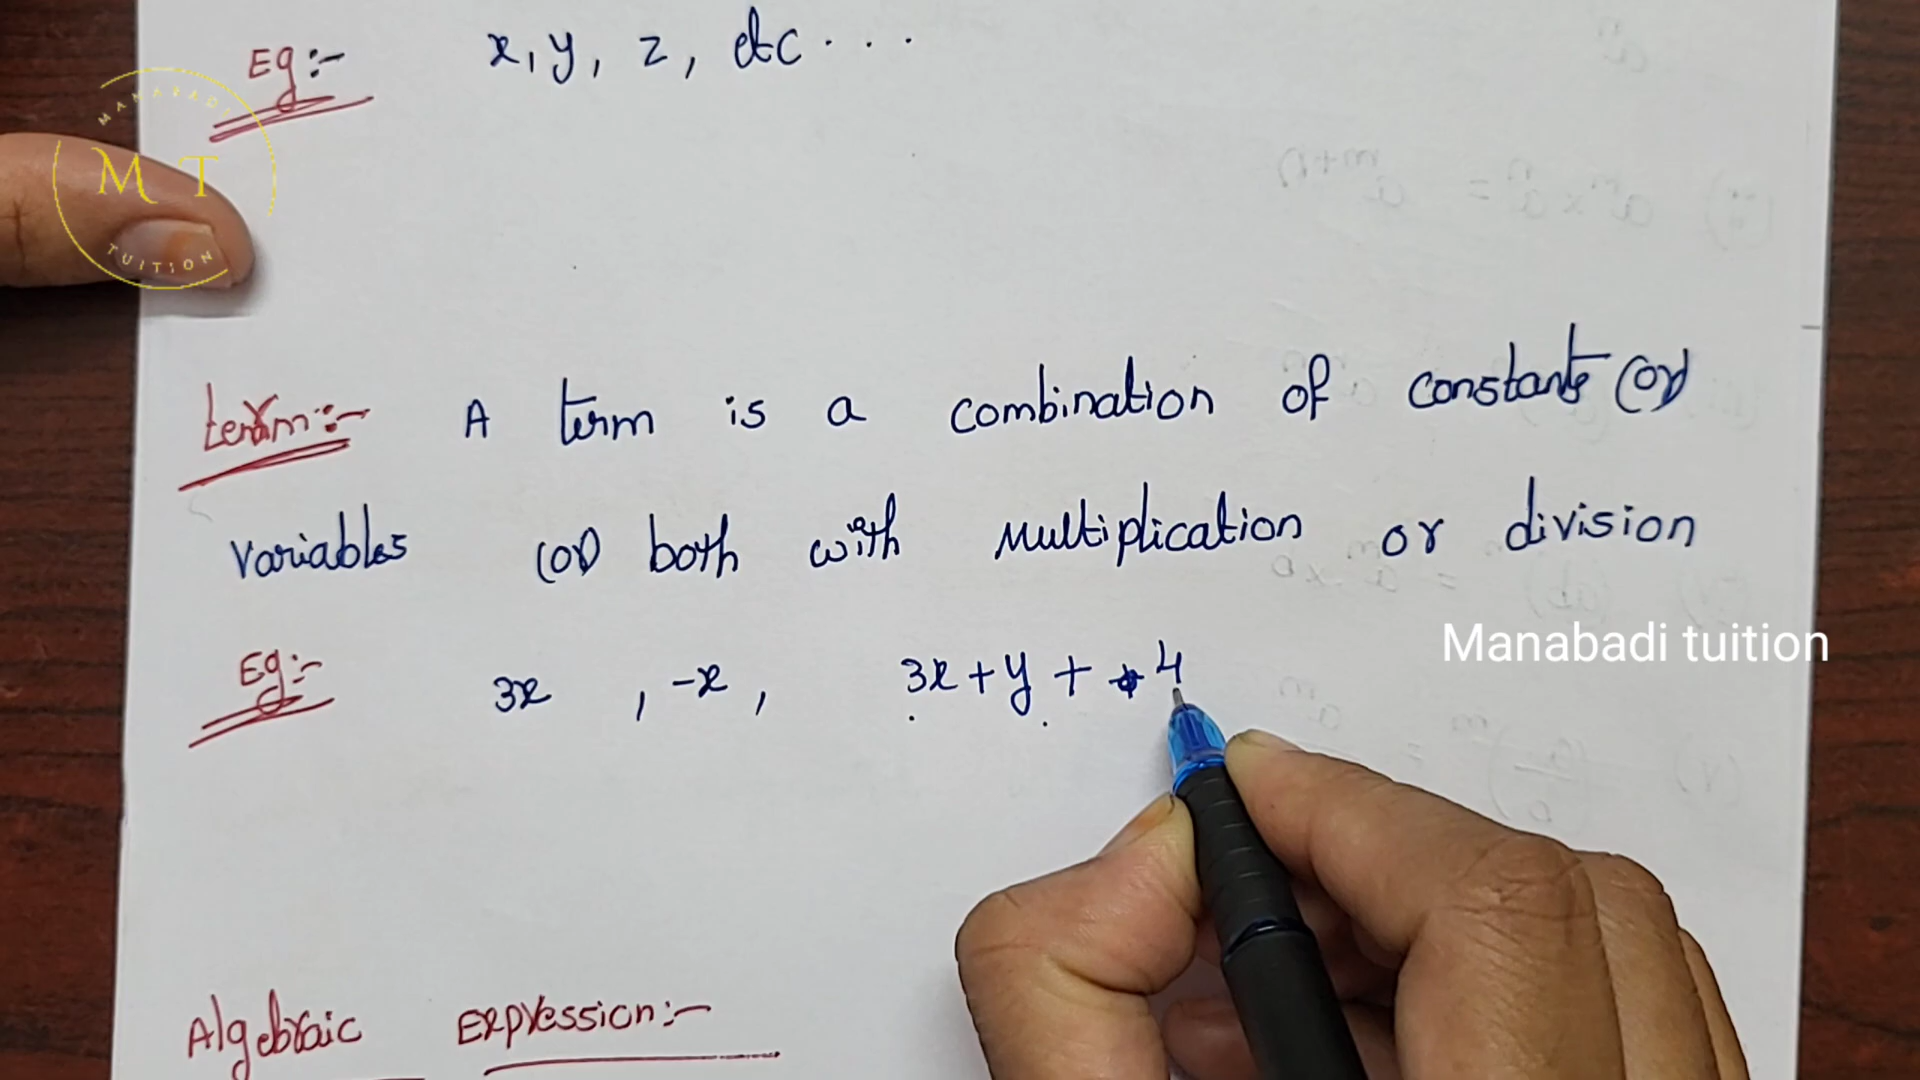 Eg:- x, y, z, etc . . .
MANABADI
M T
TUITION
term:- A term is a combination of constants (or)
variables (or) both with multiplication or division
Manabadi tuition
Eg:- 3x , -x , 3x + y + 4
Algebraic Expression:-